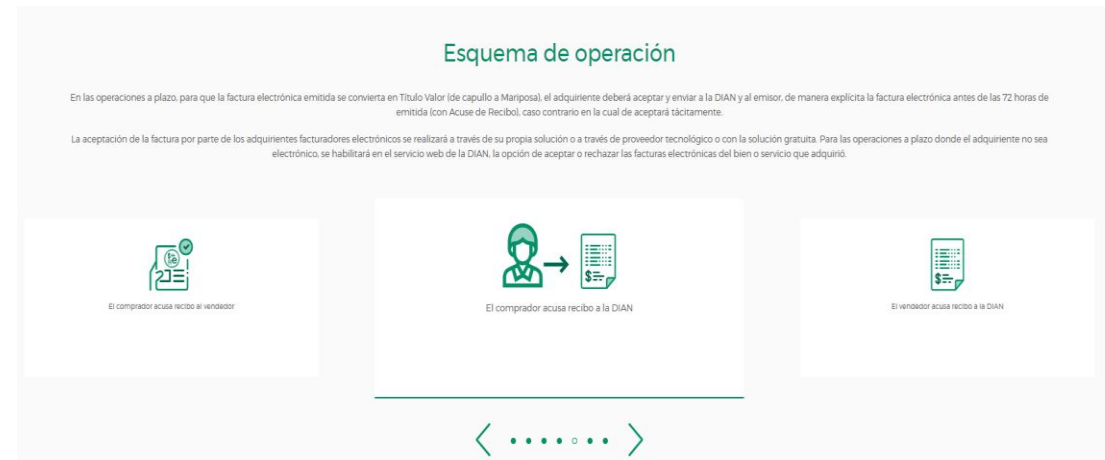 Esquema de operación
En las operaciones a plazo, para que la factura electrónica emitida se convierta en Título Valor (de capullo a Mariposa), el adquiriente deberá aceptar y enviar a la DIAN y al emisor, de manera explícita la factura electrónica antes de las 72 horas de
emitida (con Acuse de Recibo), caso contrario en la cual de aceptará tácitamente.
La aceptación de la factura por parte de los adquirientes facturadores electrónicos se realizará a través de su propia solución o a través de proveedor tecnológico o con la solución gratuita. Para las operaciones a plazo donde el adquiriente no sea
electrónico, se habilitará en el servicio web de la DIAN, la opción de aceptar o rechazar las facturas electrónicas del bien o servicio que adquirió.
El comprador acusa recibo al vendedor
El comprador acusa recibo a la DIAN
El vendedor acusa recibo a la DIAN